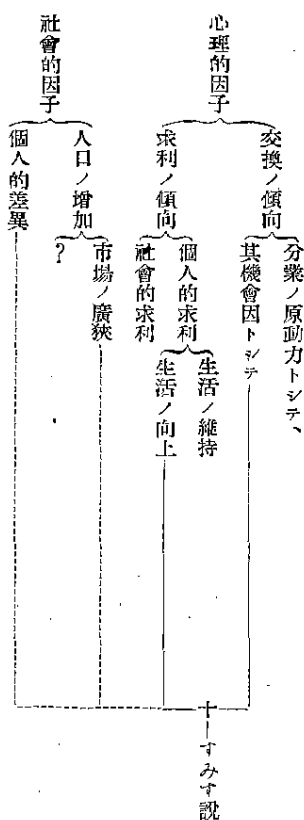 心理的因子
交換ノ傾向
分業ノ原動力トシテ、
其機會因トシテ
求利ノ傾向
個人的求利
生活ノ維持
生活ノ向上
社會的求利
社會的因子
人口ノ增加
市場ノ廣狹
?
個人的差異
すみす說